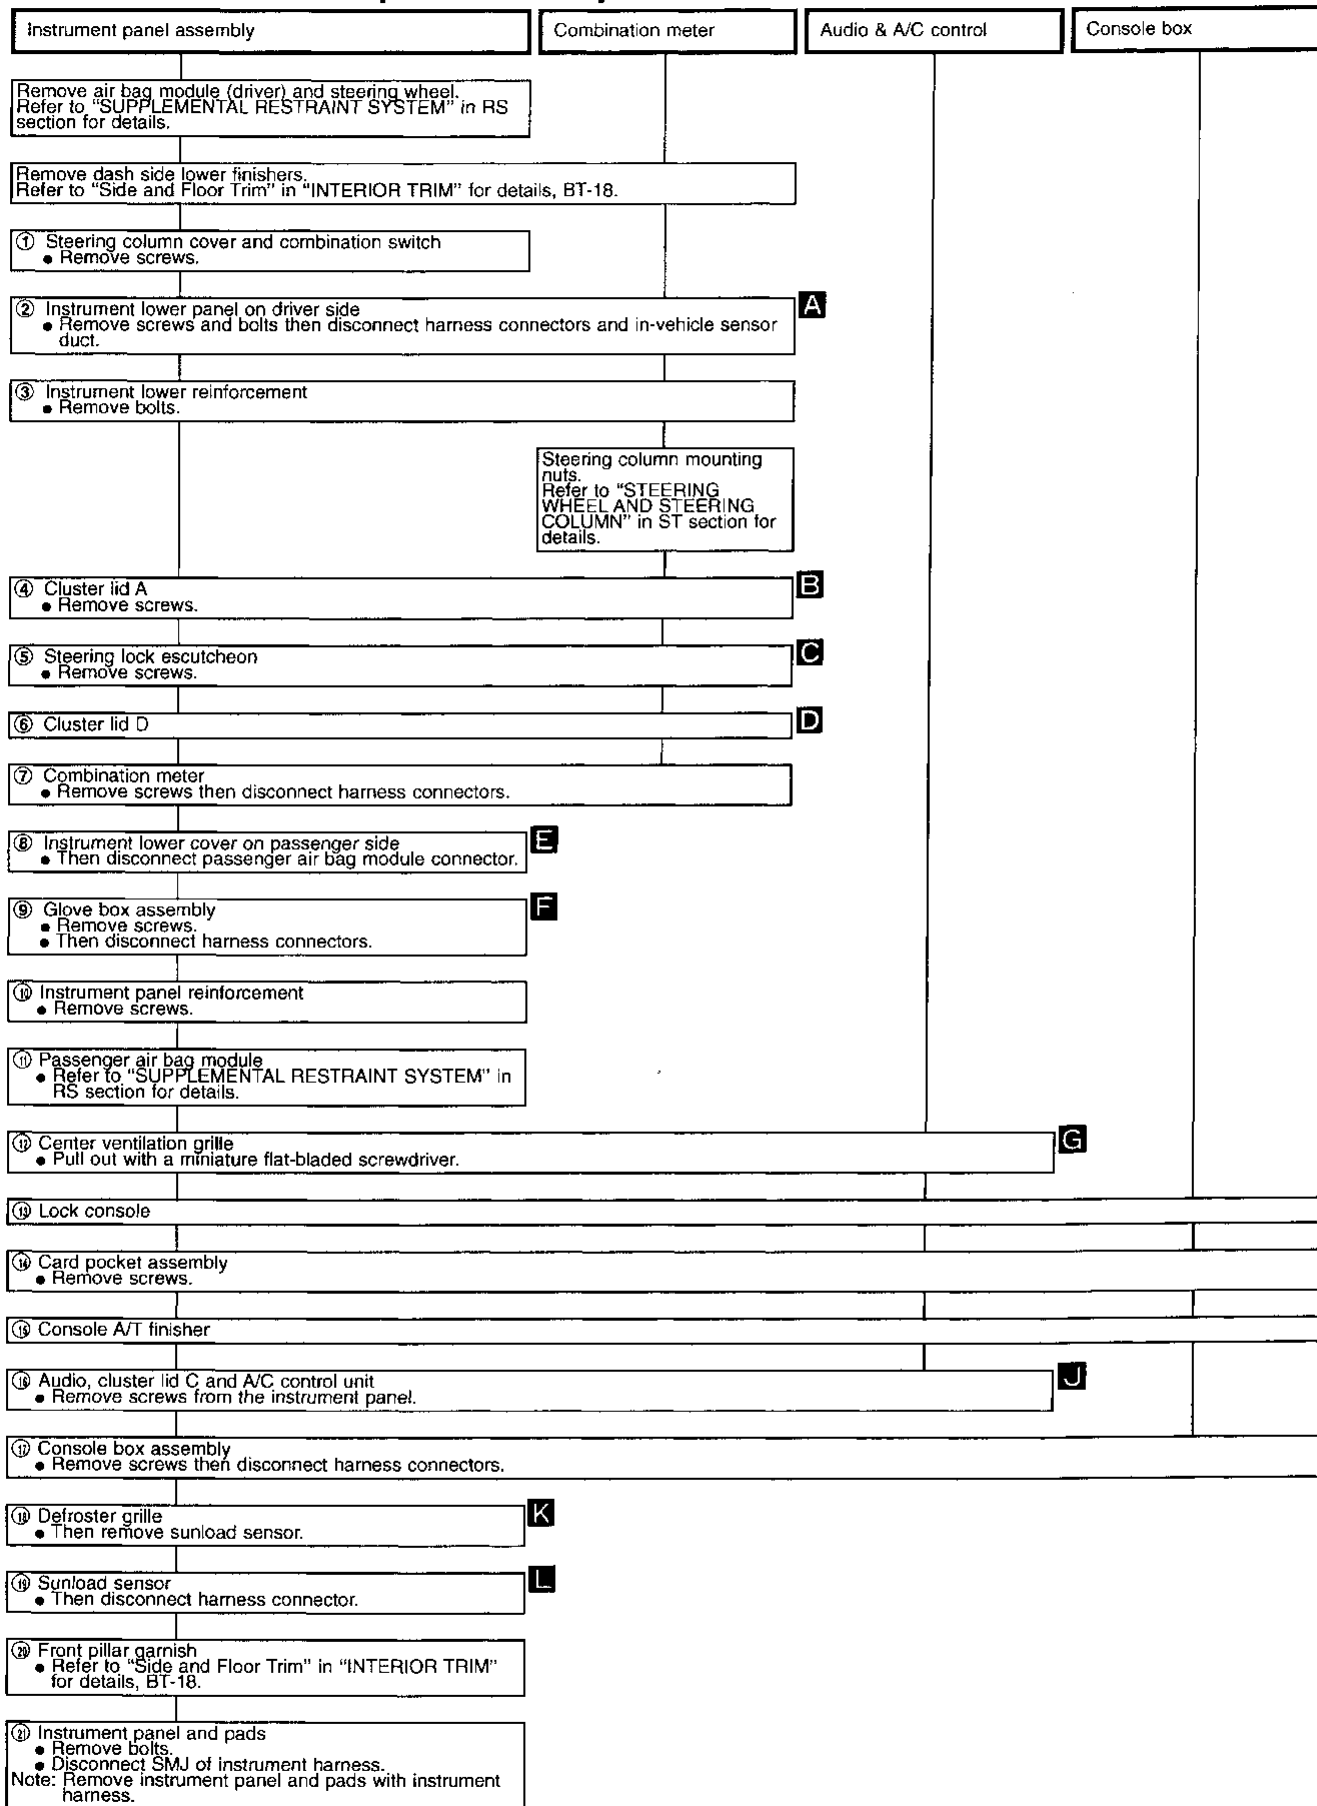 Instrument panel assembly
Combination meter
Audio & A/C control
Console box
Remove air bag module (driver) and steering wheel.
Refer to "SUPPLEMENTAL RESTRAINT SYSTEM" in RS
section for details.
Remove dash side lower finishers.
Refer to "Side and Floor Trim" in "INTERIOR TRIM" for details, BT-18.
① Steering column cover and combination switch
● Remove screws.
② Instrument lower panel on driver side
● Remove screws and bolts then disconnect harness connectors and in-vehicle sensor
duct.
A
③ Instrument lower reinforcement
● Remove bolts.
Steering column mounting
nuts.
Refer to "STEERING
WHEEL AND STEERING
COLUMN" in ST section for
details.
④ Cluster lid A
● Remove screws.
B
⑤ Steering lock escutcheon
● Remove screws.
C
⑥ Cluster lid D
D
⑦ Combination meter
● Remove screws then disconnect harness connectors.
⑧ Instrument lower cover on passenger side
● Then disconnect passenger air bag module connector.
E
⑨ Glove box assembly
● Remove screws.
● Then disconnect harness connectors.
F
⑩ Instrument panel reinforcement
● Remove screws.
⑪ Passenger air bag module
● Refer to "SUPPLEMENTAL RESTRAINT SYSTEM" in
RS section for details.
⑫ Center ventilation grille
● Pull out with a miniature flat-bladed screwdriver.
G
⑬ Lock console
⑭ Card pocket assembly
● Remove screws.
⑮ Console A/T finisher
⑯ Audio, cluster lid C and A/C control unit
● Remove screws from the instrument panel.
J
⑰ Console box assembly
● Remove screws then disconnect harness connectors.
⑱ Defroster grille
● Then remove sunload sensor.
K
⑲ Sunload sensor
● Then disconnect harness connector.
L
⑳ Front pillar garnish
● Refer to "Side and Floor Trim" in "INTERIOR TRIM"
for details, BT-18.
㉑ Instrument panel and pads
● Remove bolts.
● Disconnect SMJ of instrument harness.
Note: Remove instrument panel and pads with instrument
harness.